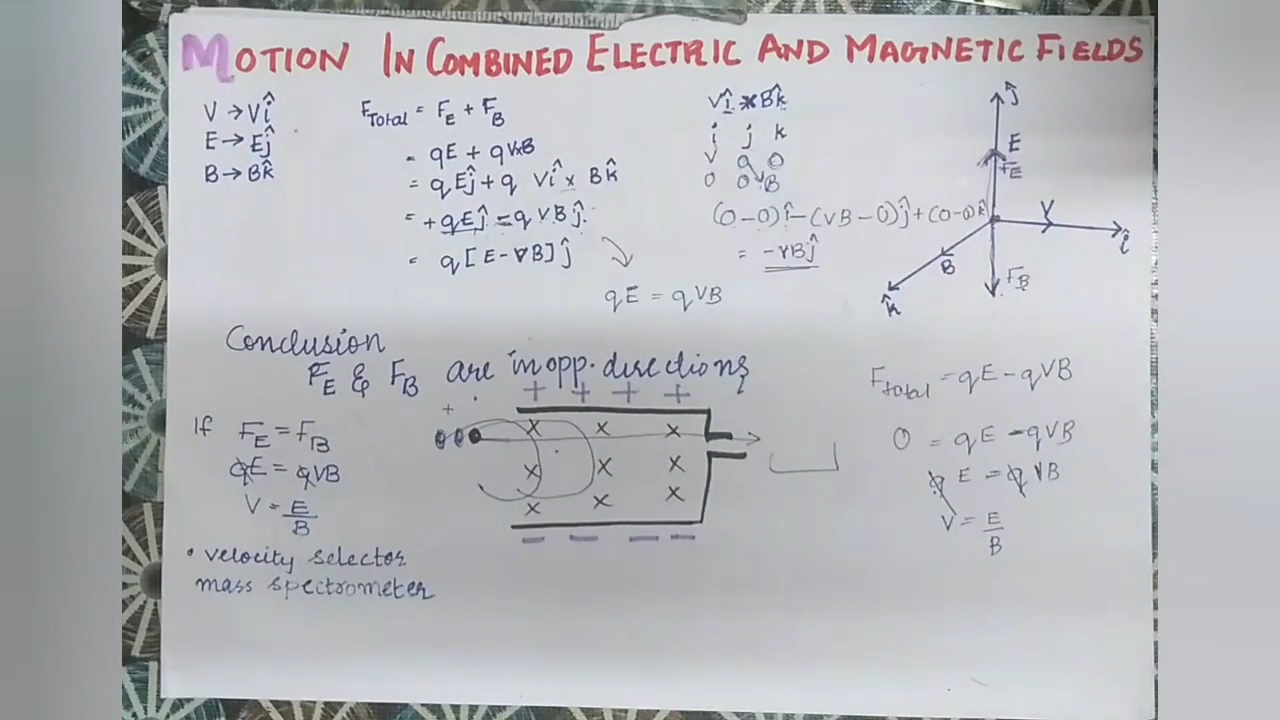 MOTION IN COMBINED ELECTRIC AND MAGNETIC FIELDS
V → Vî
E → Eĵ
B → Bk̂
F_Total = F_E + F_B
= qE + qV×B
= qEĵ + q Vî × Bk̂
= +qEĵ - qVBĵ
= q[E-VB]ĵ
qE = qVB
Vî × Bk̂
i j k
V 0 0
0 0 B
(0-0)î-(VB-0)ĵ+(0-0)k̂
= -VBĵ
ĵ
E
F_E
V
î
B
k̂
F_B
Conclusion
F_E & F_B are in opp. directions
If F_E = F_B
qE = qVB
V = E/B
• velocity selector
mass spectrometer
+ + + +
+
× × ×
× × ×
× × ×
− − − −
F_total = qE - qVB
0 = qE - qVB
q E = q VB
V = E/B